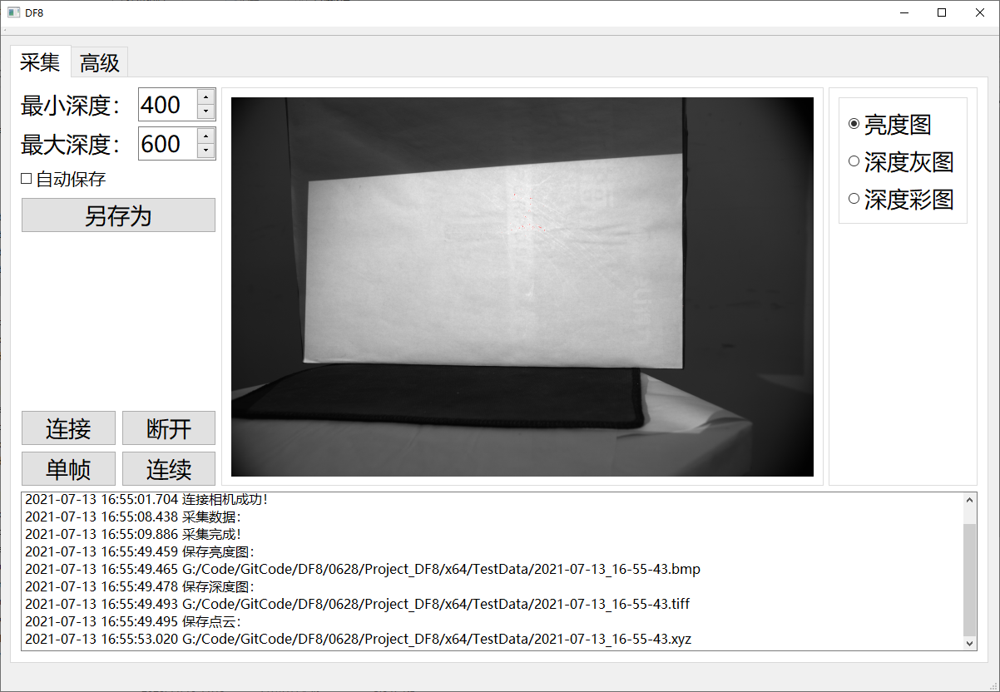 DF8
采集 高级
最小深度： 400
最大深度： 600
自动保存
另存为
亮度图
深度灰图
深度彩图
连接 断开
单帧 连续
2021-07-13 16:55:01.704 连接相机成功!
2021-07-13 16:55:08.438 采集数据:
2021-07-13 16:55:09.886 采集完成!
2021-07-13 16:55:49.459 保存亮度图:
2021-07-13 16:55:49.465 G:/Code/GitCode/DF8/0628/Project_DF8/x64/TestData/2021-07-13_16-55-43.bmp
2021-07-13 16:55:49.478 保存深度图:
2021-07-13 16:55:49.493 G:/Code/GitCode/DF8/0628/Project_DF8/x64/TestData/2021-07-13_16-55-43.tiff
2021-07-13 16:55:49.495 保存点云:
2021-07-13 16:55:53.020 G:/Code/GitCode/DF8/0628/Project_DF8/x64/TestData/2021-07-13_16-55-43.xyz